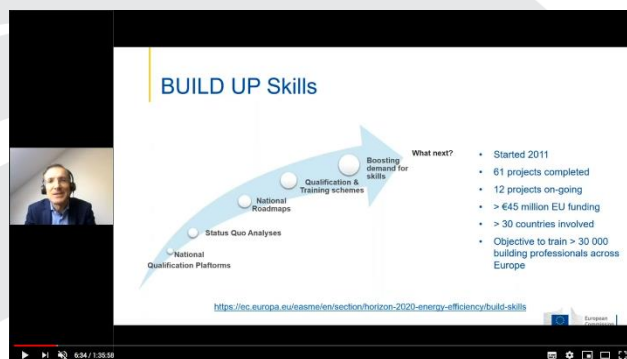 BUILD UP Skills
What next?
Boosting
demand for
skills
Qualification &
Training schemes
National
Roadmaps
Status Quo Analyses
National
Qualification Plaftorms
• Started 2011
• 61 projects completed
• 12 projects on-going
• > €45 million EU funding
• > 30 countries involved
• Objective to train > 30 000
building professionals across
Europe
https://ec.europa.eu/easme/en/section/horizon-2020-energy-efficiency/build-skills
European
Commission
6:34 / 1:35:58